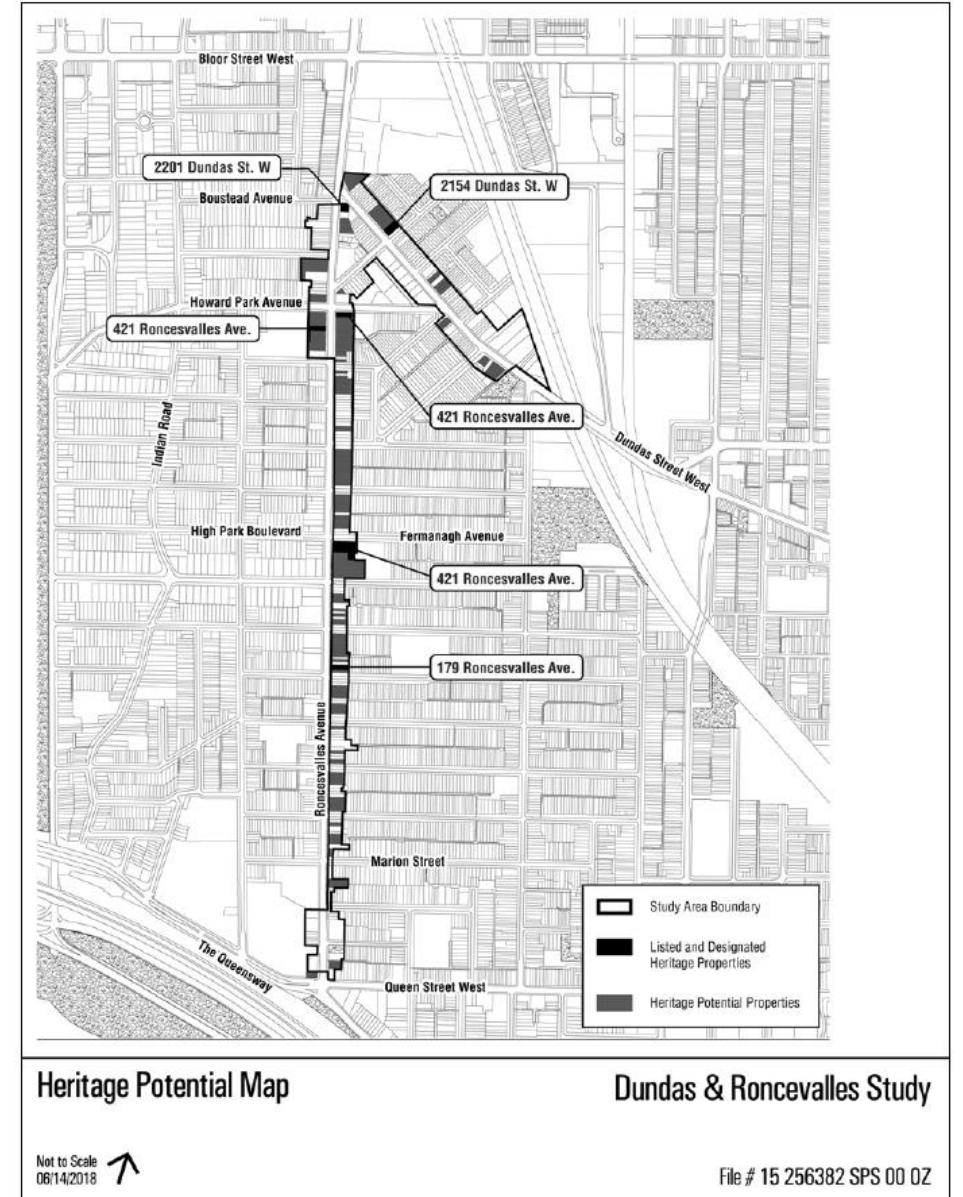 Bloor Street West
2201 Dundas St. W
2154 Dundas St. W
Boustead Avenue
Howard Park Avenue
421 Roncesvalles Ave.
421 Roncesvalles Ave.
Indian Road
Dundas Street West
High Park Boulevard
Fermanagh Avenue
421 Roncesvalles Ave.
179 Roncesvalles Ave.
Roncesvalles Avenue
Marion Street
The Queensway
Queen Street West
Study Area Boundary
Listed and Designated
Heritage Properties
Heritage Potential Properties
Heritage Potential Map
Dundas & Roncevalles Study
Not to Scale
06/14/2018
File # 15 256382 SPS 00 OZ